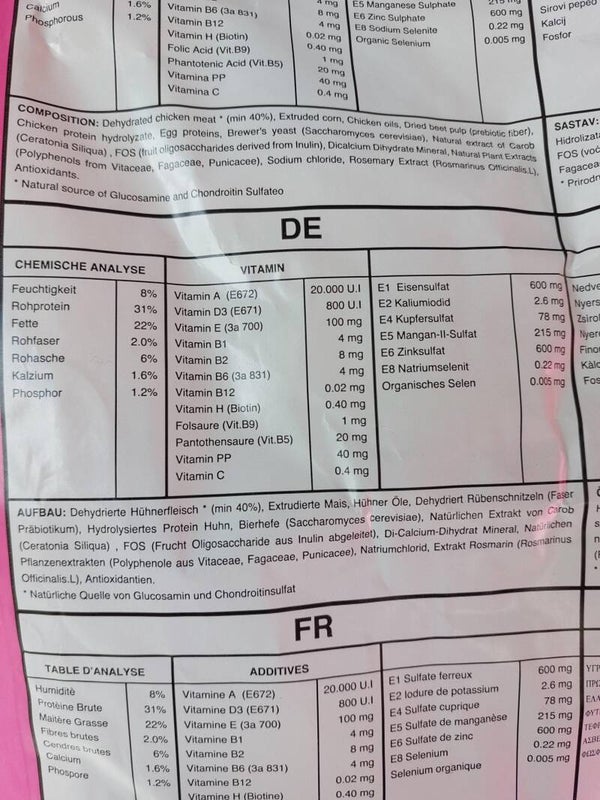 Calcium 1.6%
Phosphorous 1.2%
Vitamin B6 (3a 831) 4 mg
Vitamin B12 8 mg
Vitamin H (Biotin) 4 mg
Folic Acid (Vit.B9) 0.02 mg
Phantotenic Acid (Vit.B5) 0.40 mg
Vitamina PP 1 mg
Vitamina C 20 mg
40 mg
0.4 mg
E5 Manganese Sulphate 215 mg
E6 Zinc Sulphate 600 mg
E8 Sodium Selenite 0.22 mg
Organic Selenium 0.005 mg
Sirovi pepeo
Kalcij
Fosfor
COMPOSITION: Dehydrated chicken meat * (min 40%), Extruded corn, Chicken oils, Dried beet pulp (prebiotic fiber),
Chicken protein hydrolyzate, Egg proteins, Brewer's yeast (Saccharomyces cerevisiae), Natural extract of Carob
(Ceratonia Siliqua) , FOS (fruit oligosaccharides derived from Inulin), Dicalcium Dihydrate Mineral, Natural Plant Extracts
(Polyphenols from Vitaceae, Fagaceae, Punicacee), Sodium chloride, Rosemary Extract (Rosmarinus Officinalis.L),
Antioxidants.
* Natural source of Glucosamine and Chondroitin Sulfateo
SASTAV:
Hidrolizat
FOS (voć
Fagacea
* Prirodn
DE
CHEMISCHE ANALYSE
Feuchtigkeit 8%
Rohprotein 31%
Fette 22%
Rohfaser 2.0%
Rohasche 6%
Kalzium 1.6%
Phosphor 1.2%
VITAMIN
Vitamin A (E672) 20.000 U.I
Vitamin D3 (E671) 800 U.I
Vitamin E (3a 700) 100 mg
Vitamin B1 4 mg
Vitamin B2 8 mg
Vitamin B6 (3a 831) 4 mg
Vitamin B12 0.02 mg
Vitamin H (Biotin) 0.40 mg
Folsaure (Vit.B9) 1 mg
Pantothensaure (Vit.B5) 20 mg
Vitamin PP 40 mg
Vitamin C 0.4 mg
E1 Eisensulfat 600 mg
E2 Kaliumiodid 2.6 mg
E4 Kupfersulfat 78 mg
E5 Mangan-II-Sulfat 215 mg
E6 Zinksulfat 600 mg
E8 Natriumselenit 0.22 mg
Organisches Selen 0.005 mg
Nedve
Nyers
Zsirol
Nyer
Fino
Kálc
Fos
AUFBAU: Dehydrierte Hühnerfleisch * (min 40%), Extrudierte Mais, Hühner Öle, Dehydriert Rübenschnitzeln (Faser
Präbiotikum), Hydrolysiertes Protein Huhn, Bierhefe (Saccharomyces cerevisiae), Natürlichen Extrakt von Carob
(Ceratonia Siliqua) , FOS (Frucht Oligosaccharide aus Inulin abgeleitet), Di-Calcium-Dihydrat Mineral, Natürlichen
Pflanzenextrakten (Polyphenole aus Vitaceae, Fagaceae, Punicacee), Natriumchlorid, Extrakt Rosmarin (Rosmarinus
Officinalis.L), Antioxidantien.
* Natürliche Quelle von Glucosamin und Chondroitinsulfat
FR
TABLE D'ANALYSE
Humiditè 8%
Protèine Brute 31%
Maitère Grasse 22%
Fibres brutes 2.0%
Cendres brutes 6%
Calcium 1.6%
Phospore 1.2%
ADDITIVES
Vitamine A (E672) 20.000 U.I
Vitamine D3 (E671) 800 U.I
Vitamine E (3a 700) 100 mg
Vitamine B1 4 mg
Vitamine B2 8 mg
Vitamine B6 (3a 831) 4 mg
Vitamine B12 0.02 mg
Vitamine H (Biotine) 0.40 mg
E1 Sulfate ferreux 600 mg
E2 Iodure de potassium 2.6 mg
E4 Sulfate cuprique 78 mg
E5 Sulfate de manganèse 215 mg
E6 Sulfate de zinc 600 mg
E8 Selenium 0.22 mg
Selenium organique 0.005 mg